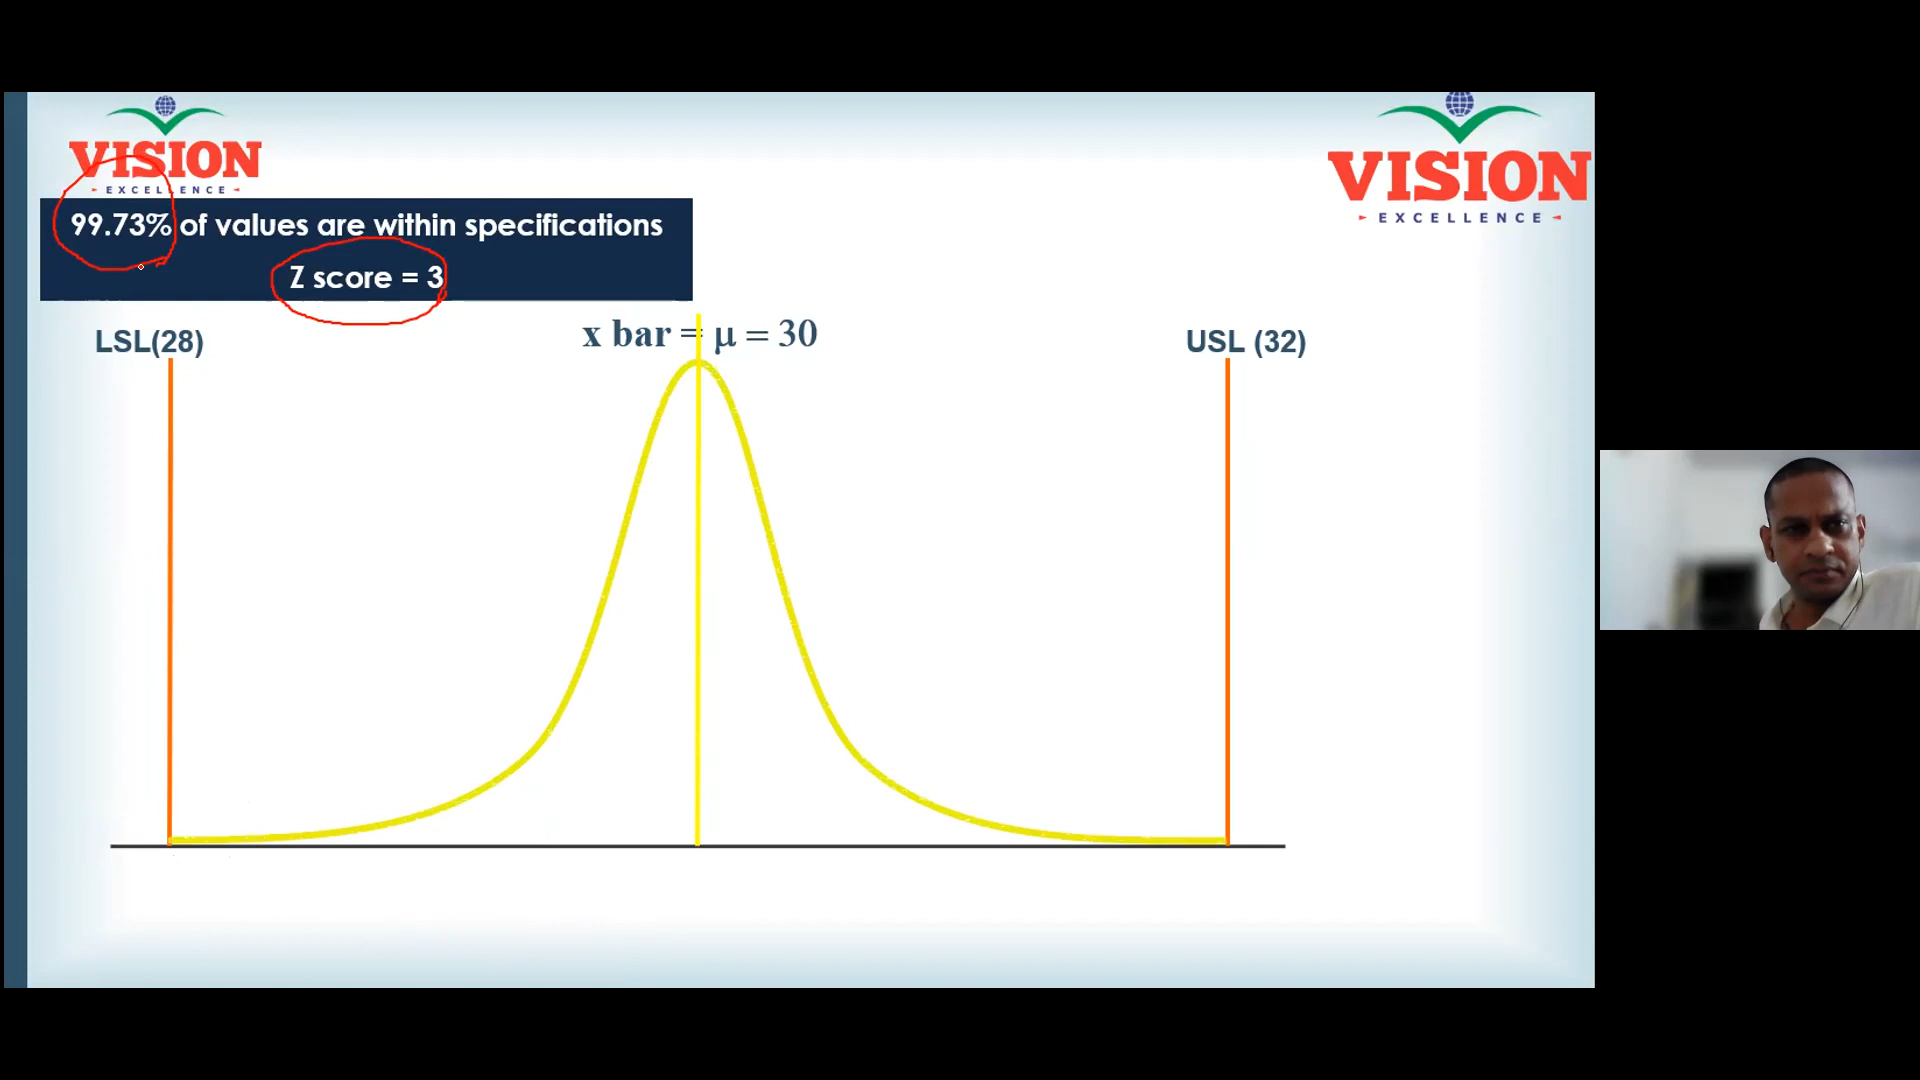 VISION
EXCELLENCE
VISION
EXCELLENCE
99.73% of values are within specifications
Z score = 3
LSL(28)
x bar = μ = 30
USL (32)